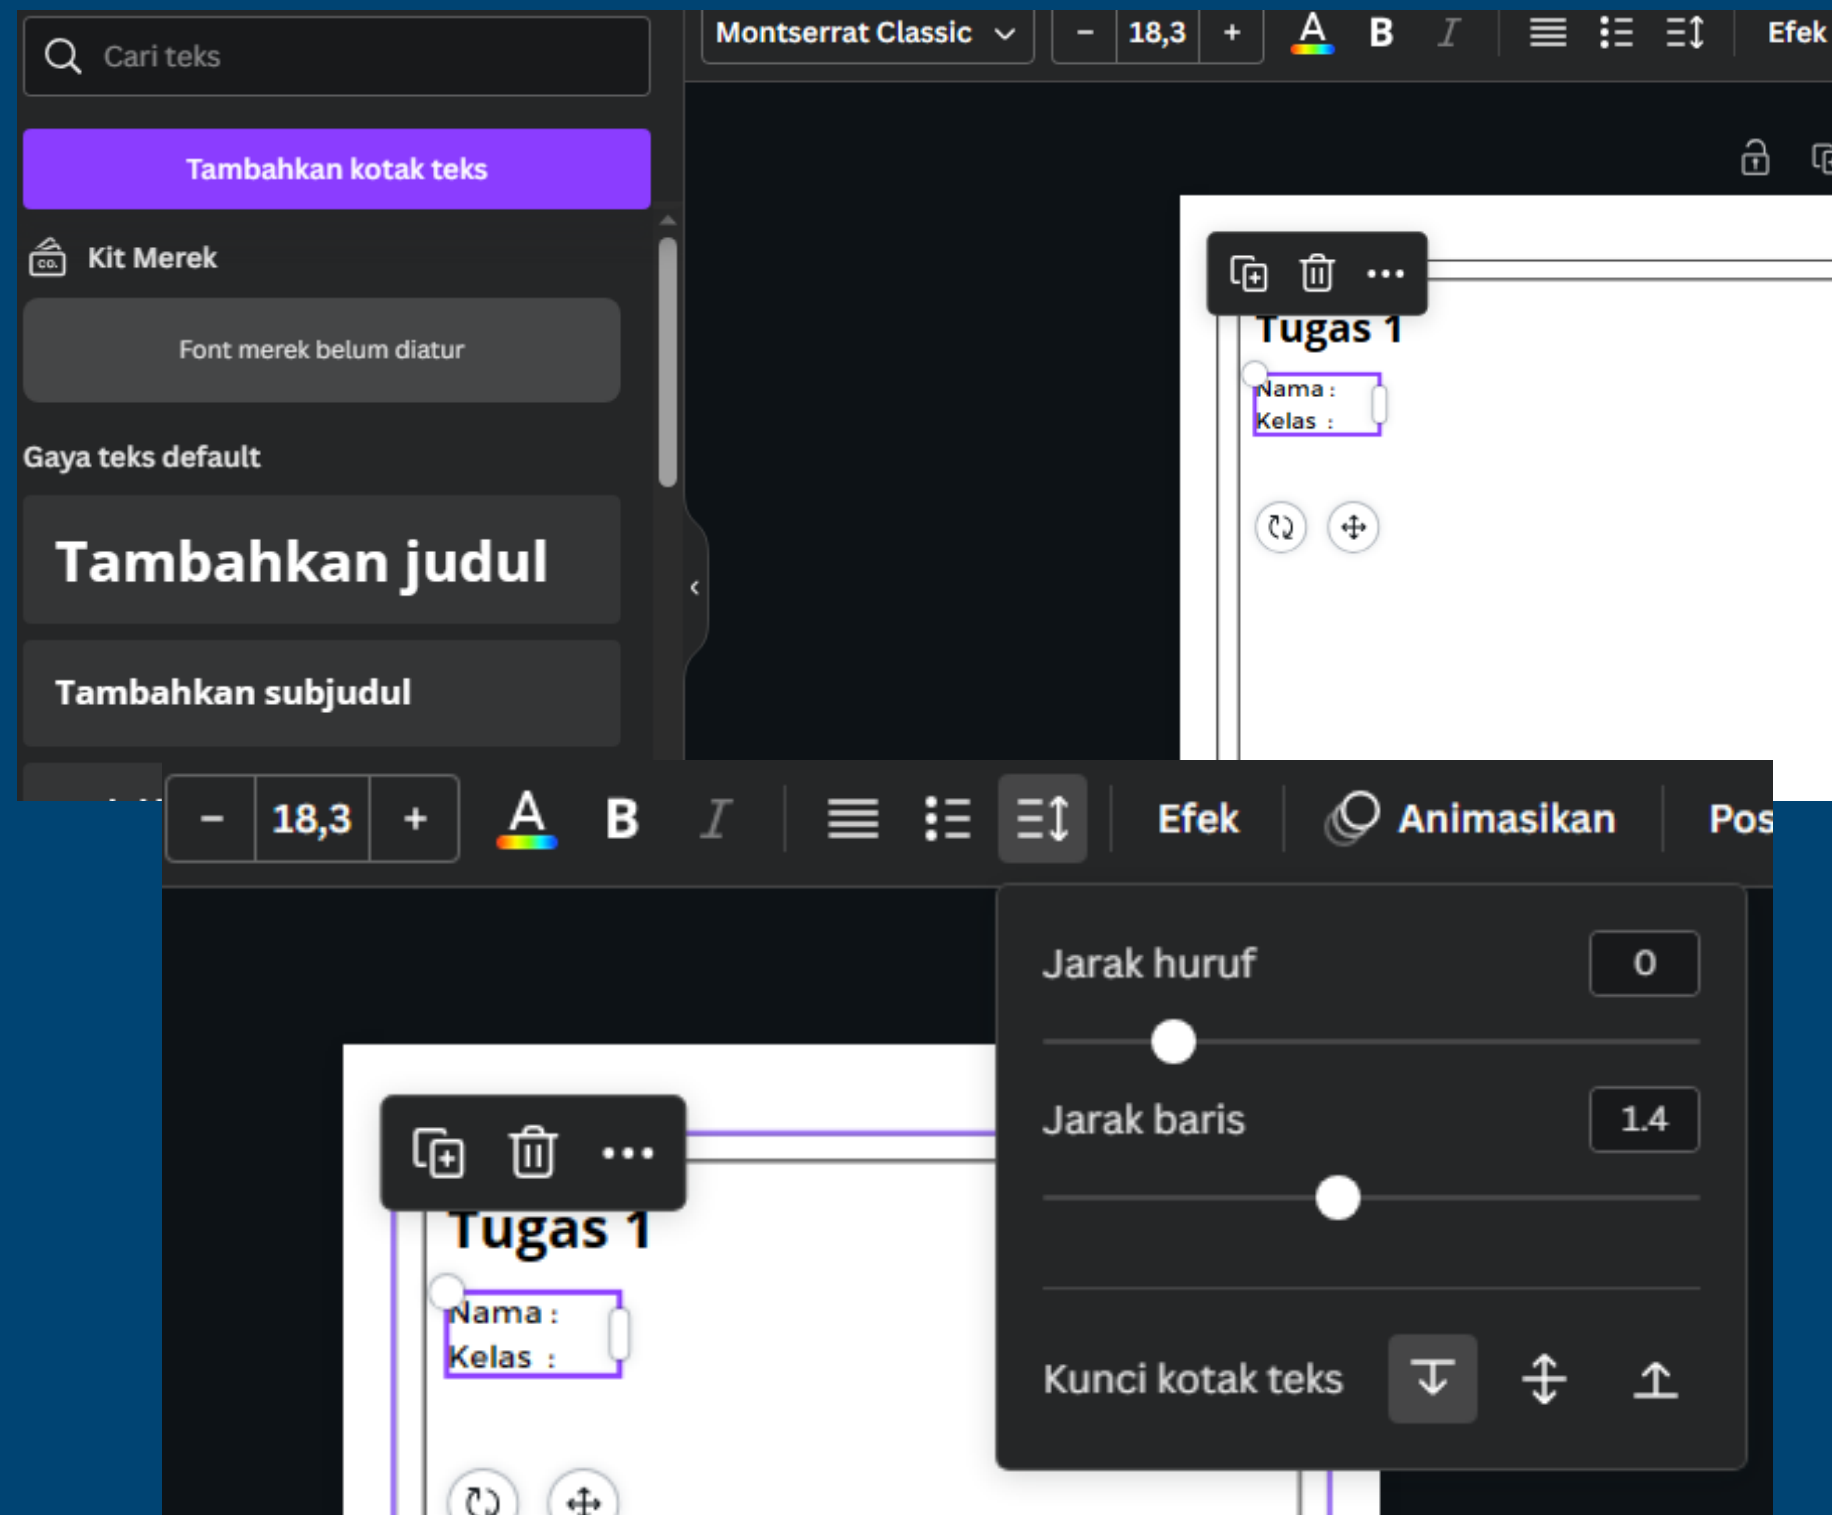 Cari teks
Montserrat Classic
18,3
A
B
I
Efek
Tambahkan kotak teks
CO.
Kit Merek
Font merek belum diatur
Gaya teks default
Tambahkan judul
Tambahkan subjudul
Tugas 1
Nama :
Kelas :
18,3
A
B
I
Efek
Animasikan
Pos
Jarak huruf
0
Jarak baris
1.4
Kunci kotak teks
Tugas 1
Nama :
Kelas :